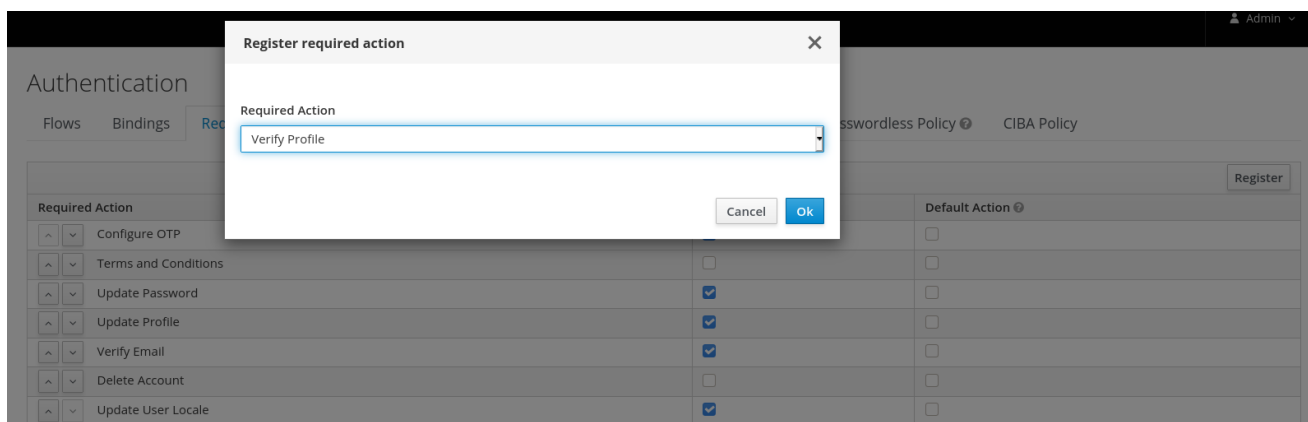 Admin
Register required action
Authentication
Required Action
Flows Bindings Req sswordless Policy CIBA Policy
Verify Profile
Register
Cancel Ok
Required Action Default Action
Configure OTP
Terms and Conditions
Update Password
Update Profile
Verify Email
Delete Account
Update User Locale